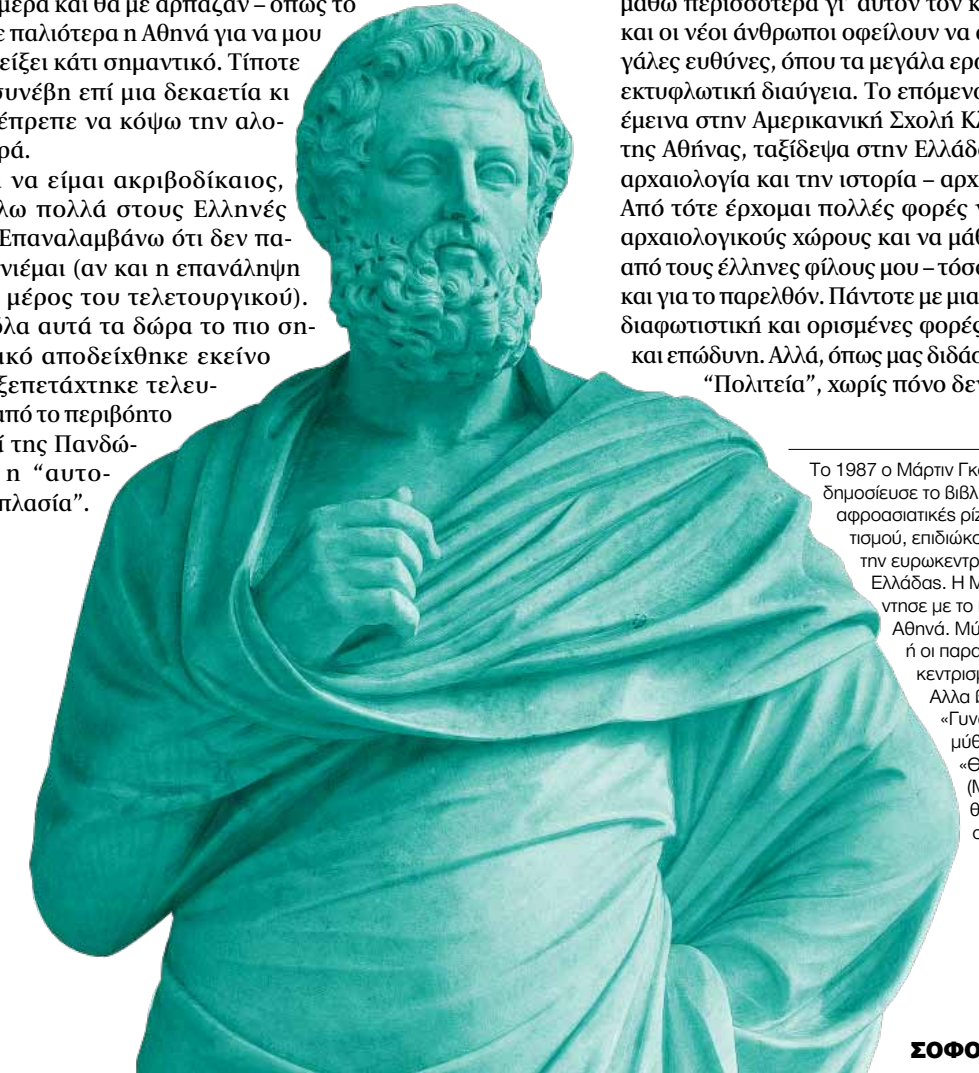 μέρα και θα με άρπαζαν – όπως το
ε παλιότερα η Αθηνά για να μου
είξει κάτι σημαντικό. Τίποτε
συνέβη επί μια δεκαετία κι
έπρεπε να κόψω την αλο-
ρά.
να είμαι ακριβοδίκαιος,
λω πολλά στους Ελληνές
Επαναλαμβάνω ότι δεν πα-
νιέμαι (αν και η επανάληψη
μέρος του τελετουργικού).
όλα αυτά τα δώρα το πιο ση-
ικό αποδείχθηκε εκείνο
ξεπετάχτηκε τελευ-
από το περιβόητο
ί της Πανδώ-
η “αυτο-
πλασία”.
μάθω περισσότερα γι’ αυτόν τον κ
και οι νέοι άνθρωποι οφείλουν να
γάλες ευθύνες, όπου τα μεγάλα ερω
εκτυφλωτική διαύγεια. Το επόμενο
έμεινα στην Αμερικανική Σχολή Κλ
της Αθήνας, ταξίδεψα στην Ελλάδ
αρχαιολογία και την ιστορία – αρχ
Από τότε έρχομαι πολλές φορές γ
αρχαιολογικούς χώρους και να μάθ
από τους έλληνες φίλους μου – τόσο
και για το παρελθόν. Πάντοτε με μια
διαφωτιστική και ορισμένες φορές
και επώδυνη. Αλλά, όπως μας διδάσ
“Πολιτεία”, χωρίς πόνο δεν
Το 1987 ο Μάρτιν Γκ
δημοσίευσε το βιβλ
αφροασιατικές ρίζ
τισμού, επιδιώκο
την ευρωκεντρ
Ελλάδας. Η Μ
ντησε με το
Αθηνά. Μύ
ή οι παρα
κεντρισμ
Αλλα β
«Γυν
μύθ
«Θ
(Μ
θ
ΣΟΦΟ